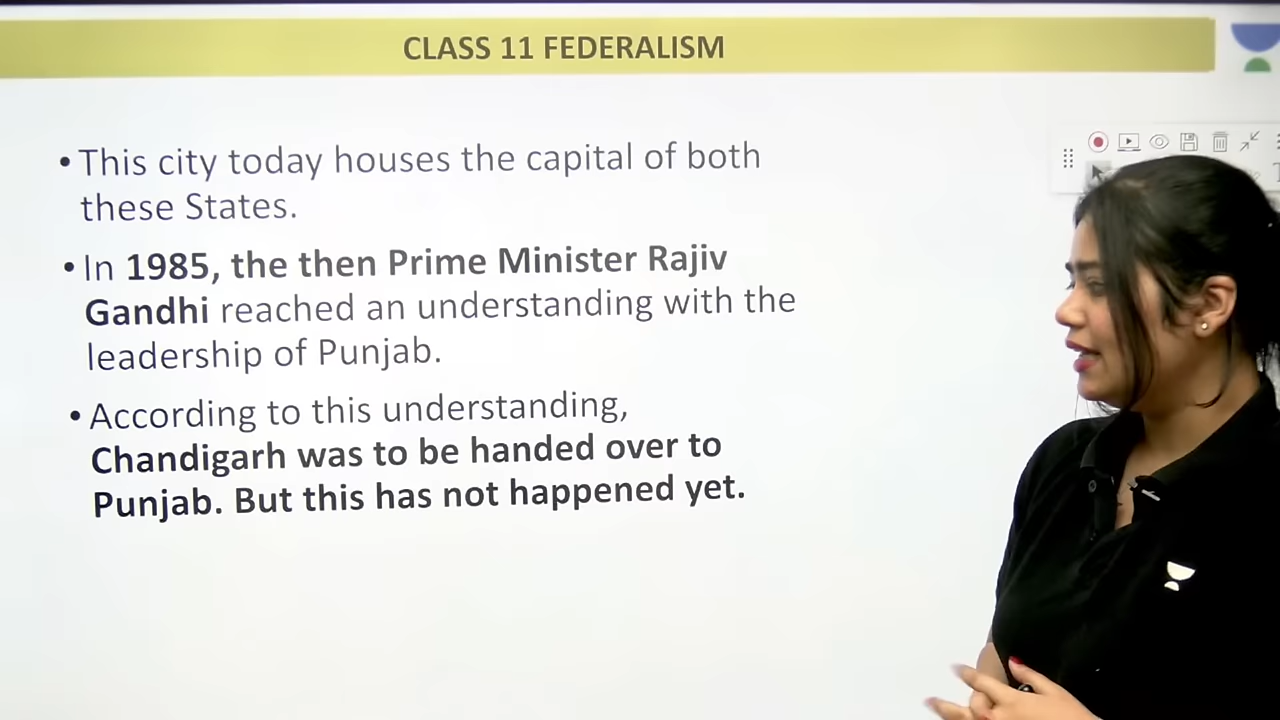 CLASS 11 FEDERALISM
• This city today houses the capital of both
these States.
• In 1985, the then Prime Minister Rajiv
Gandhi reached an understanding with the
leadership of Punjab.
• According to this understanding,
Chandigarh was to be handed over to
Punjab. But this has not happened yet.